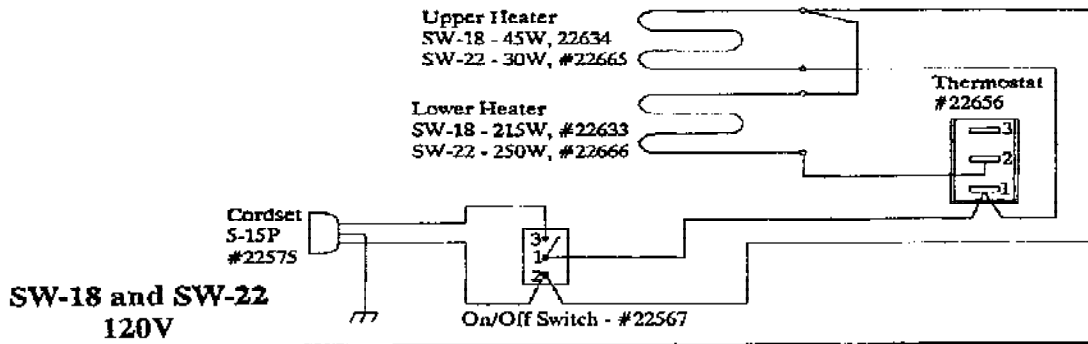 Upper Heater
SW-18 - 45W, 22634
SW-22 - 30W, #22665
Lower Heater
SW-18 - 215W, #22633
SW-22 - 250W, #22666
Thermostat
#22656
3
2
1
Cordset
5-15P
#22575
3
1
2
On/Off Switch - #22567
SW-18 and SW-22
120V